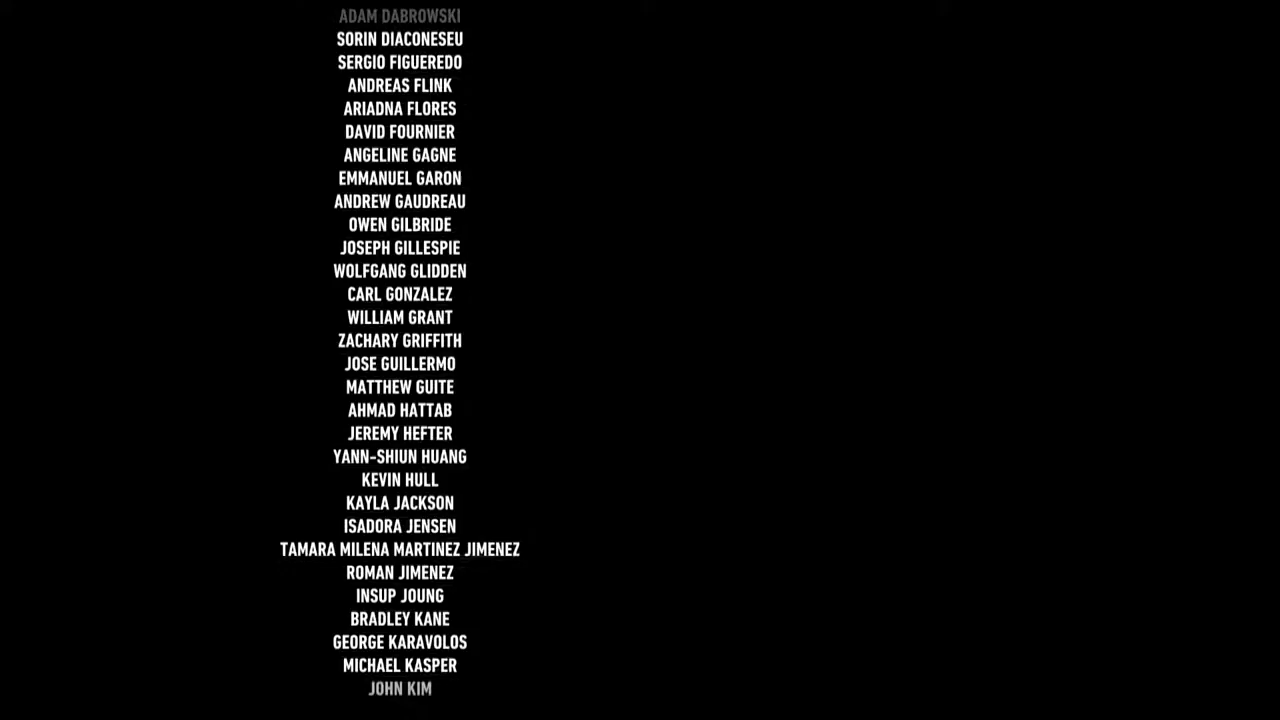 ADAM DABROWSKI
SORIN DIACONESEU
SERGIO FIGUEREDO
ANDREAS FLINK
ARIADNA FLORES
DAVID FOURNIER
ANGELINE GAGNE
EMMANUEL GARON
ANDREW GAUDREAU
OWEN GILBRIDE
JOSEPH GILLESPIE
WOLFGANG GLIDDEN
CARL GONZALEZ
WILLIAM GRANT
ZACHARY GRIFFITH
JOSE GUILLERMO
MATTHEW GUITE
AHMAD HATTAB
JEREMY HEFTER
YANN-SHIUN HUANG
KEVIN HULL
KAYLA JACKSON
ISADORA JENSEN
TAMARA MILENA MARTINEZ JIMENEZ
ROMAN JIMENEZ
INSUP JOUNG
BRADLEY KANE
GEORGE KARAVOLOS
MICHAEL KASPER
JOHN KIM